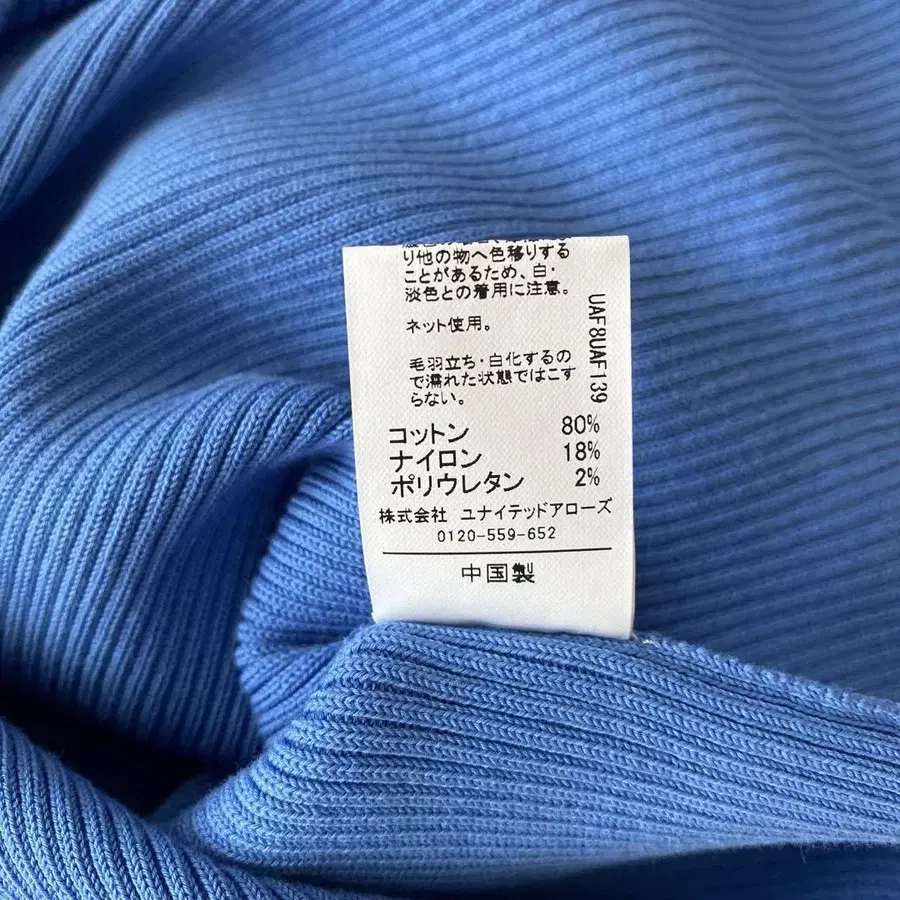 り他の物へ色移りする
ことがあるため、白・
淡色との着用に注意。
ネット使用。
毛羽立ち・白化するの
で濡れた状態ではこす
らない。
コットン 80%
ナイロン 18%
ポリウレタン 2%
株式会社 ユナイテッドアローズ
0120-559-652
中国製
UAF8UAF139